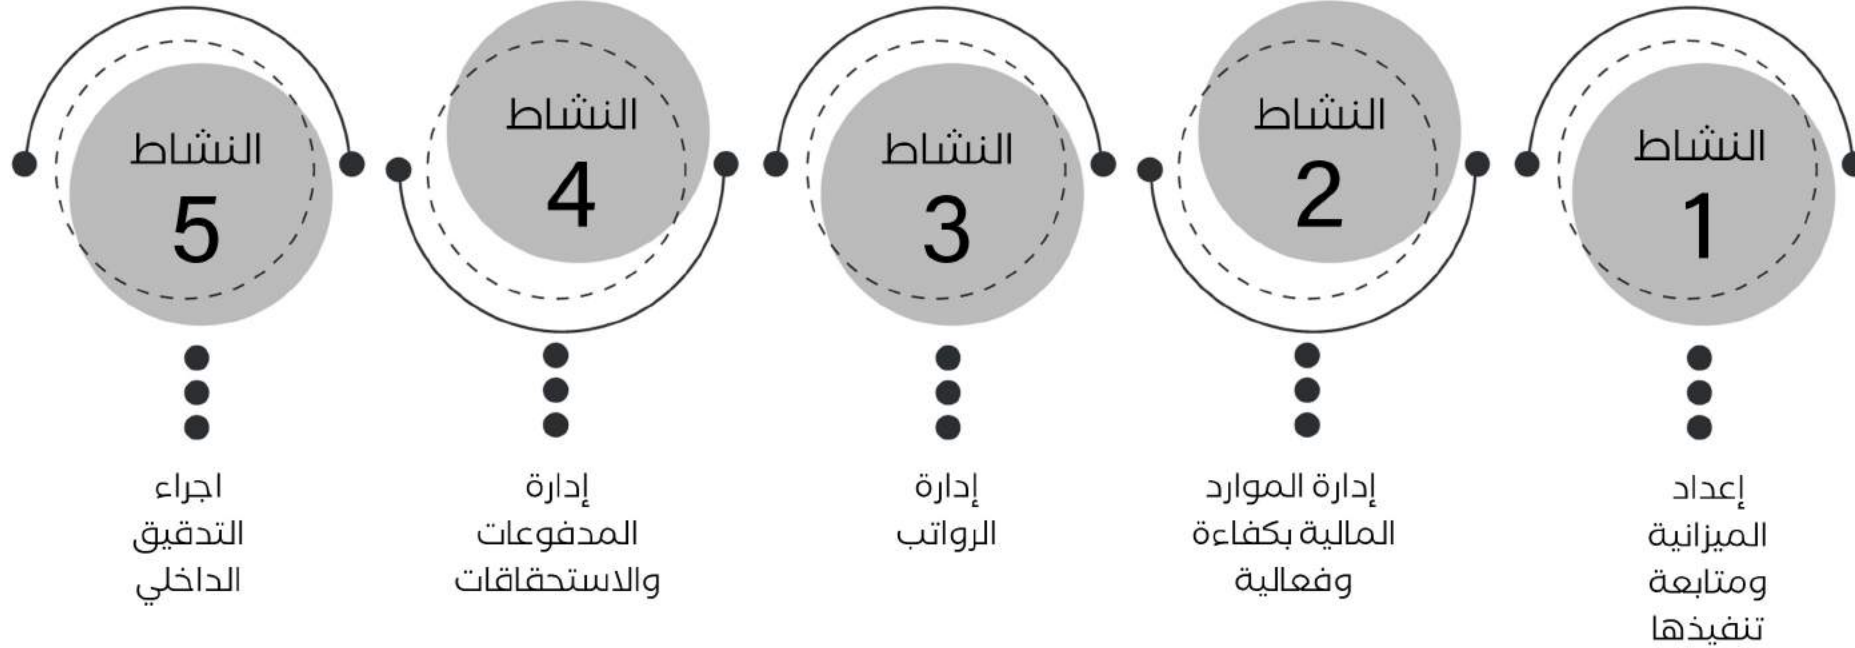 النشاط
1
إعداد
الميزانية
ومتابعة
تنفيذها
النشاط
2
إدارة الموارد
المالية بكفاءة
وفعالية
النشاط
3
إدارة
الرواتب
النشاط
4
إدارة
المدفوعات
والاستحقاقات
النشاط
5
اجراء
التدقيق
الداخلي